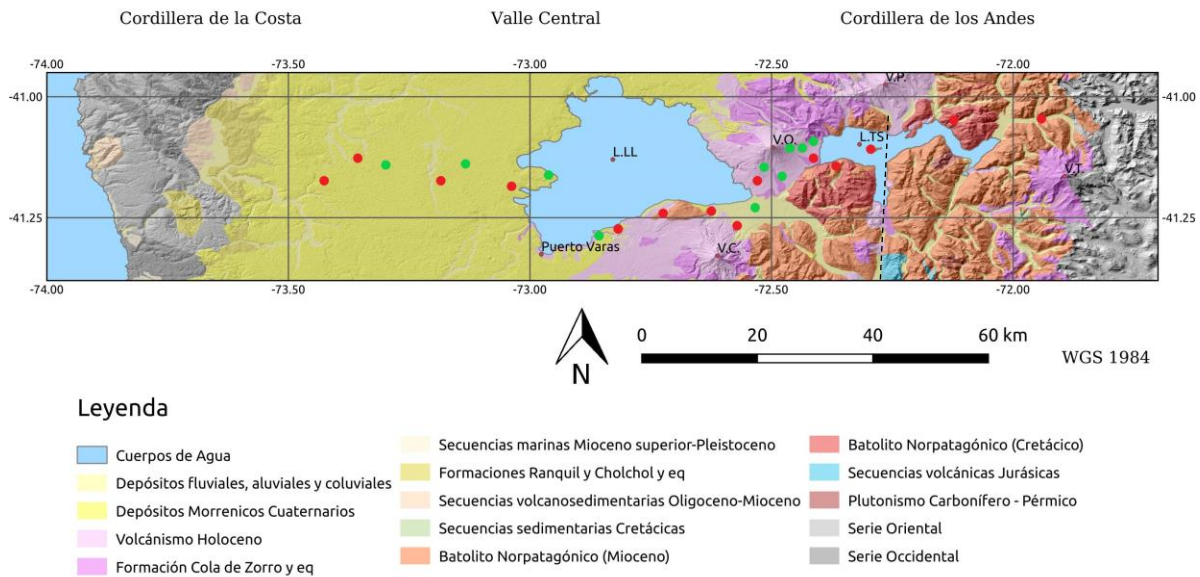 Cordillera de la Costa Valle Central Cordillera de los Andes
-74.00 -73.50 -73.00 -72.50 -72.00
-41.00 -41.00
V.P.
V.O. L.TS
L.LL
V.T.
-41.25 -41.25
Puerto Varas V.C.
-74.00 -73.50 -73.00 -72.50 -72.00
0 20 40 60 km
WGS 1984
N
Leyenda
Cuerpos de Agua
Depósitos fluviales, aluviales y coluviales
Depósitos Morrenicos Cuaternarios
Volcánismo Holoceno
Formación Cola de Zorro y eq
Secuencias marinas Mioceno superior-Pleistoceno
Formaciones Ranquil y Cholchol y eq
Secuencias volcanosedimentarias Oligoceno-Mioceno
Secuencias sedimentarias Cretácicas
Batolito Norpatagónico (Mioceno)
Batolito Norpatagónico (Cretácico)
Secuencias volcánicas Jurásicas
Plutonismo Carbonífero - Pérmico
Serie Oriental
Serie Occidental